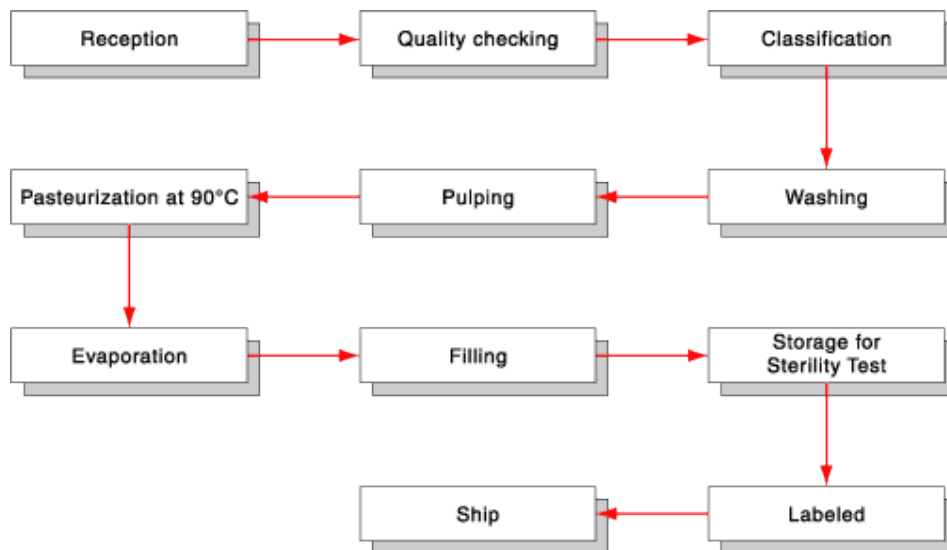 Reception
Quality checking
Classification
Washing
Pulping
Pasteurization at 90°C
Evaporation
Filling
Storage for
Sterility Test
Labeled
Ship